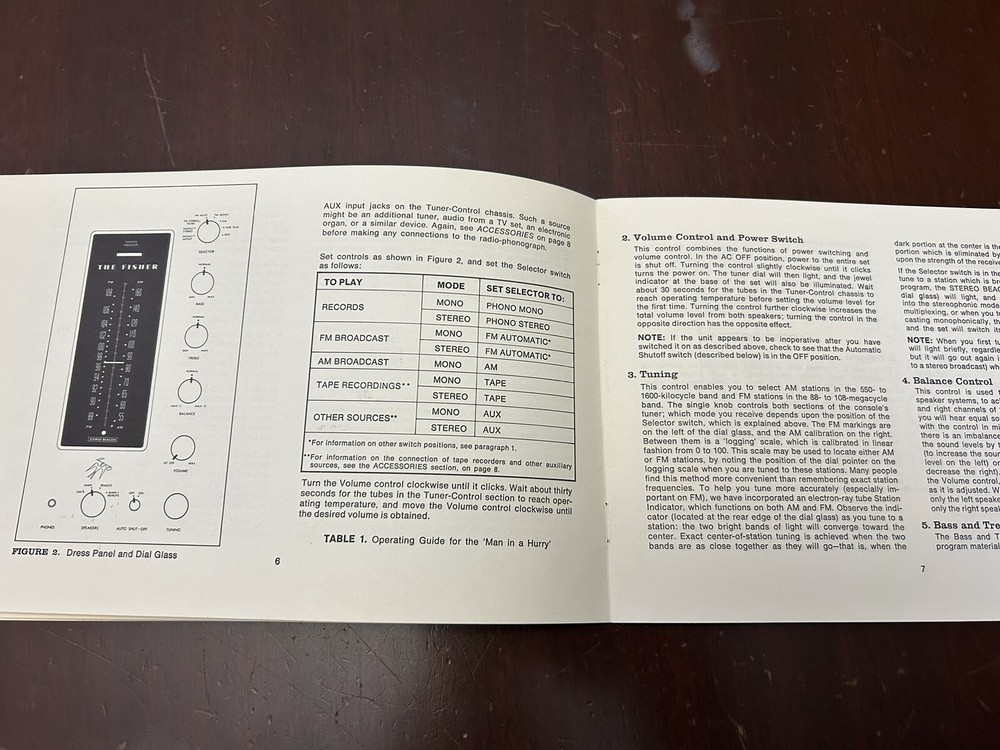 THE FISHER
SELECTOR
BASS
TREBLE
BALANCE
AC OFF
VOLUME
STEREO BEACON
PHONES
SPEAKERS
AUTO SHUT-OFF
TUNING
FIGURE 2. Dress Panel and Dial Glass
AUX input jacks on the Tuner-Control chassis. Such a source
might be an additional tuner, audio from a TV set, an electronic
organ, or a similar device. Again, see ACCESSORIES on page 8
before making any connections to the radio-phonograph.
Set controls as shown in Figure 2, and set the Selector switch
as follows:
TO PLAY MODE SET SELECTOR TO:
RECORDS MONO PHONO MONO
STEREO PHONO STEREO
FM BROADCAST MONO FM AUTOMATIC*
STEREO FM AUTOMATIC*
AM BROADCAST MONO AM
TAPE RECORDINGS** MONO TAPE
STEREO TAPE
OTHER SOURCES** MONO AUX
STEREO AUX
*For information on other switch positions, see paragraph 1.
**For information on the connection of tape recorders and other auxiliary
sources, see the ACCESSORIES section, on page 8.
Turn the Volume control clockwise until it clicks. Wait about thirty
seconds for the tubes in the Tuner-Control section to reach oper-
ating temperature, and move the Volume control clockwise until
the desired volume is obtained.
TABLE 1. Operating Guide for the 'Man in a Hurry'
6
2. Volume Control and Power Switch
This control combines the functions of power switching and
volume control. In the AC OFF position, power to the entire set
is shut off. Turning the control slightly clockwise until it clicks
turns the power on. The tuner dial will then light, and the jewel
indicator at the base of the set will also be illuminated. Wait
about 30 seconds for the tubes in the Tuner-Control chassis to
reach operating temperature before setting the volume level for
the first time. Turning the control further clockwise increases the
total volume level from both speakers; turning the control in the
opposite direction has the opposite effect.
NOTE: If the unit appears to be inoperative after you have
switched it on as described above, check to see that the Automatic
Shutoff switch (described below) is in the OFF position.
3. Tuning
This control enables you to select AM stations in the 550- to
1600-kilocycle band and FM stations in the 88- to 108-megacycle
band. The single knob controls both sections of the console's
tuner; which mode you receive depends upon the position of the
Selector switch, which is explained above. The FM markings are
on the left of the dial glass, and the AM calibration on the right.
Between them is a 'logging' scale, which is calibrated in linear
fashion from 0 to 100. This scale may be used to locate either AM
or FM stations, by noting the position of the dial pointer on the
logging scale when you are tuned to these stations. Many people
find this method more convenient than remembering exact station
frequencies. To help you tune more accurately (especially im-
portant on FM), we have incorporated an electron-ray tube Station
Indicator, which functions on both AM and FM. Observe the indi-
cator (located at the rear edge of the dial glass) as you tune to a
station: the two bright bands of light will converge toward the
center. Exact center-of-station tuning is achieved when the two
bands are as close together as they will go—that is, when the
dark portion at the center is the
portion which is eliminated by
upon the strength of the receive
If the Selector switch is in the
tune to a station which is bro
program, the STEREO BEAC
dial glass) will light, and
into the stereophonic mode
multiplexing, or when you t
casting monophonically, th
and the set will switch its
NOTE: When you first tu
will light briefly, regardle
but it will go out again i
to a stereo broadcast) wh
4. Balance Control
This control is used t
speaker systems, to ac
and right channels of
you will hear equal so
with the control in mi
there is an imbalance
the sound levels by t
(to increase the soun
level on the left) or
decrease the right).
the Volume control,
as it is adjusted. W
only the left speake
only the right speak
5. Bass and Tre
The Bass and T
program materia
7